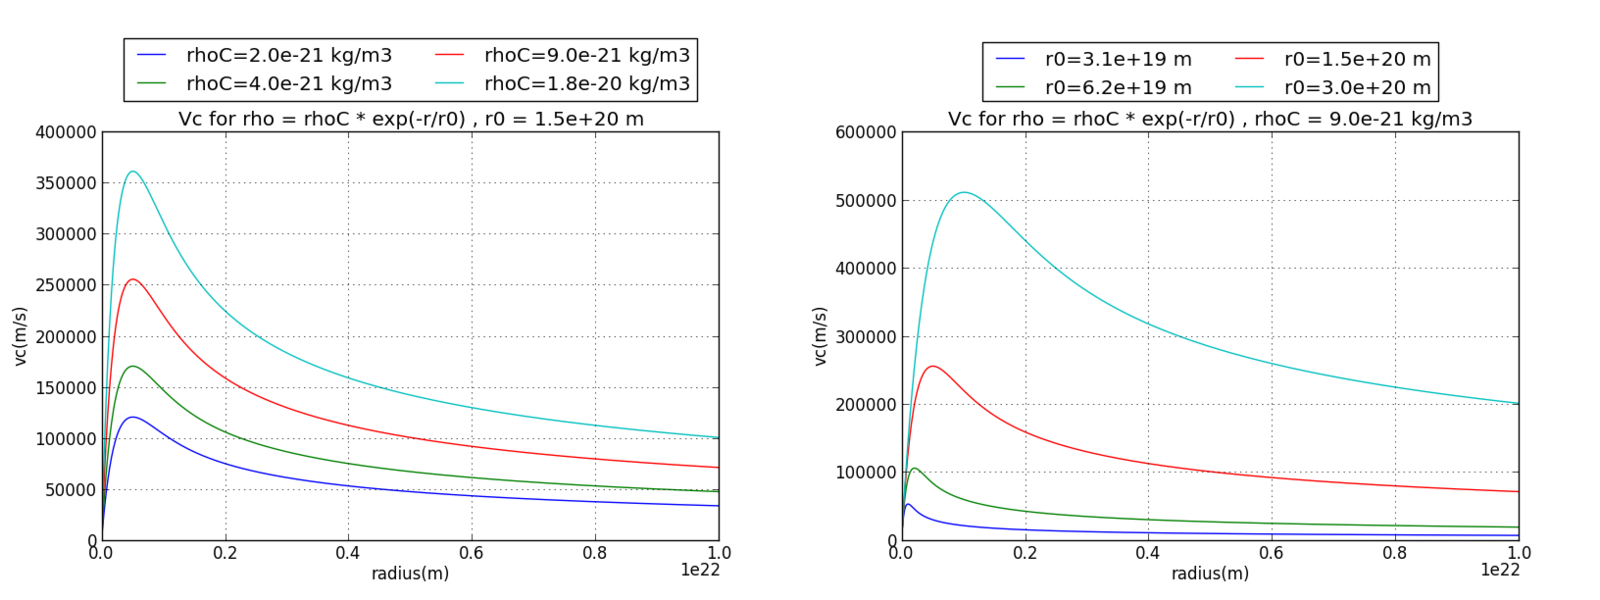 rhoC=2.0e-21 kg/m3 rhoC=9.0e-21 kg/m3
rhoC=4.0e-21 kg/m3 rhoC=1.8e-20 kg/m3
Vc for rho = rhoC * exp(-r/r0) , r0 = 1.5e+20 m
400000
350000
300000
250000
200000
150000
100000
50000
0
vc(m/s)
0.0 0.2 0.4 0.6 0.8 1.0
1e22
radius(m)
r0=3.1e+19 m r0=1.5e+20 m
r0=6.2e+19 m r0=3.0e+20 m
Vc for rho = rhoC * exp(-r/r0) , rhoC = 9.0e-21 kg/m3
600000
500000
400000
300000
200000
100000
0
vc(m/s)
0.0 0.2 0.4 0.6 0.8 1.0
1e22
radius(m)